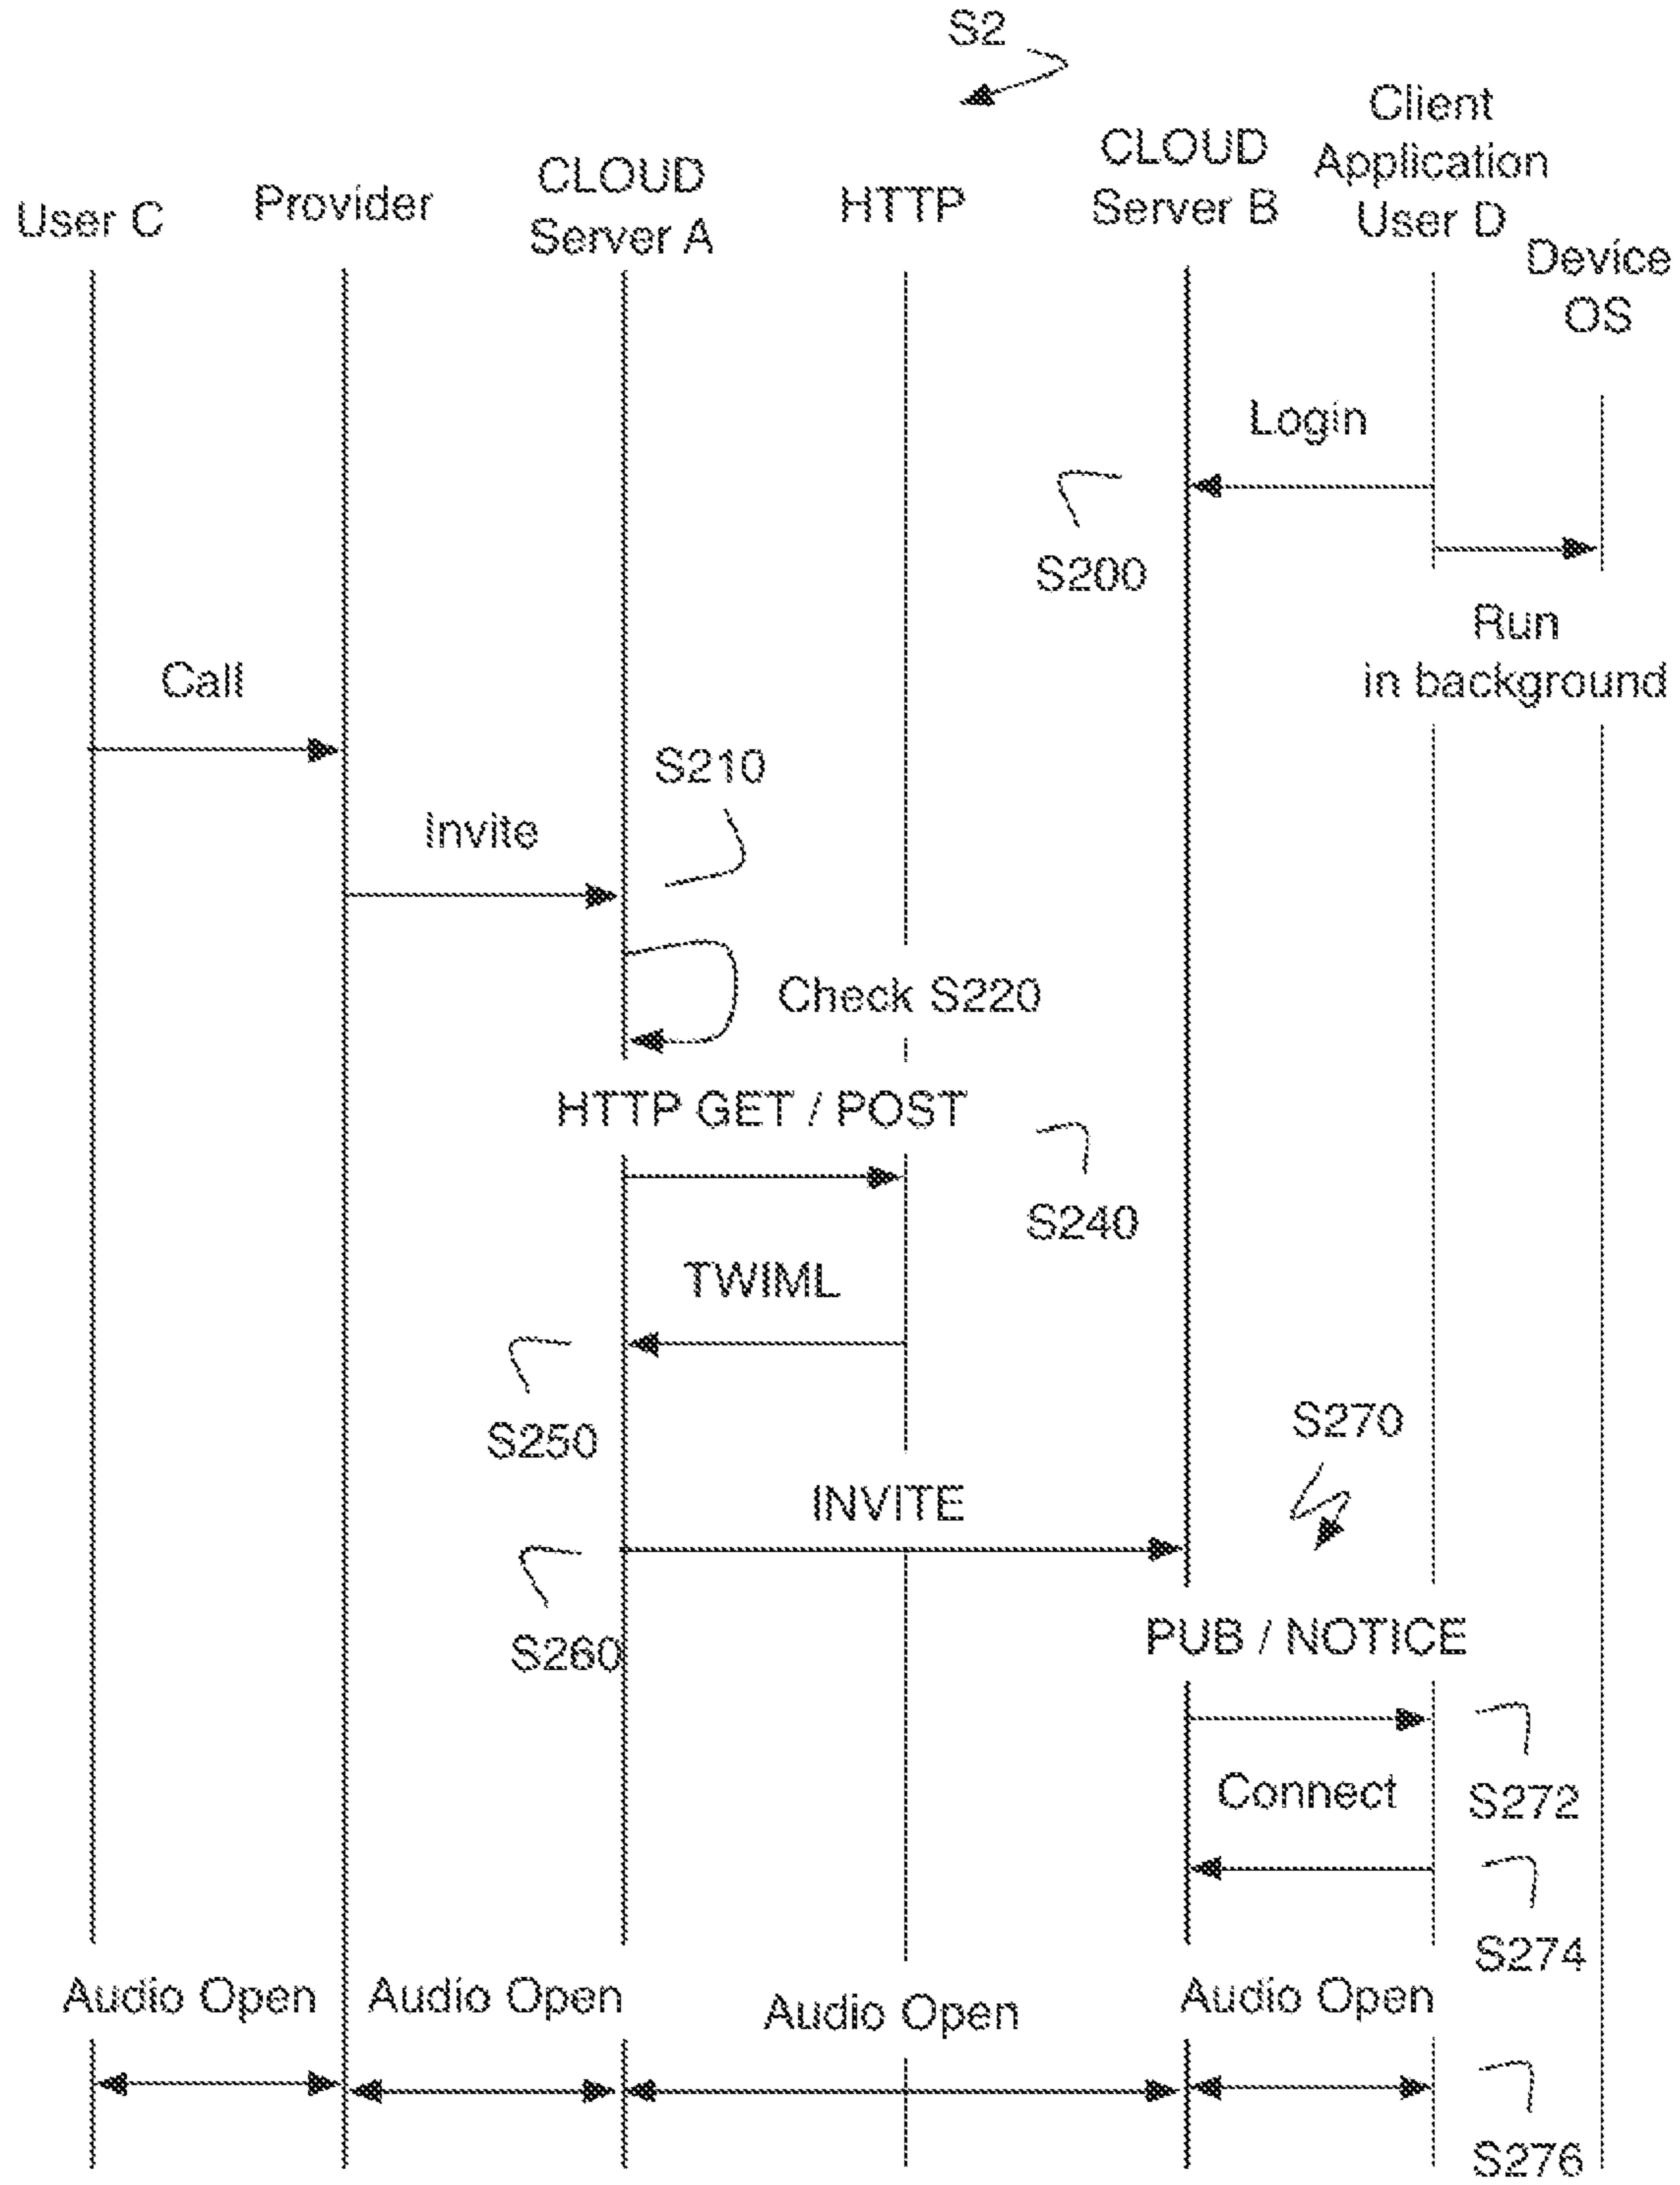 S2
User C
Provider
CLOUD
Server A
HTTP
CLOUD
Server B
Client
Application
User D
Device
OS
Login
S200
Run
in background
Call
S210
Invite
Check S220
HTTP GET / POST
S240
TWIML
S250
S270
INVITE
S260
PUB / NOTICE
S272
Connect
S274
Audio Open
Audio Open
Audio Open
Audio Open
S276